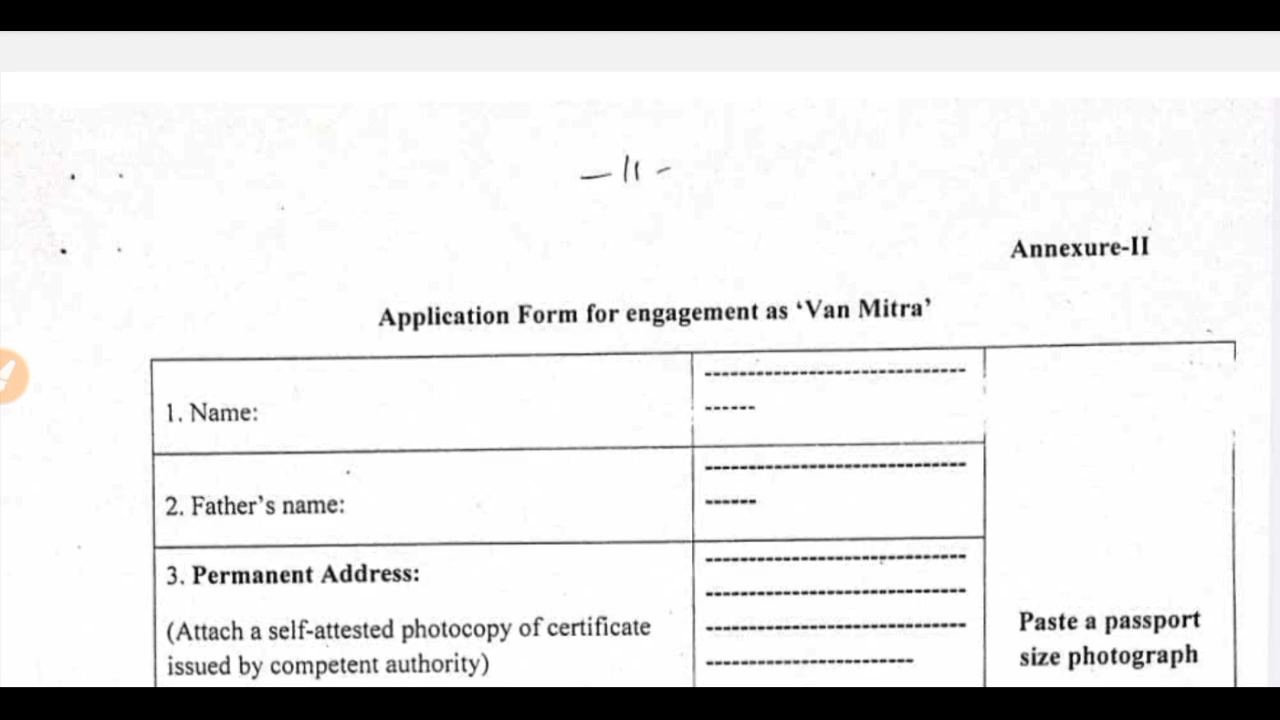 -11-
Annexure-II
Application Form for engagement as ‘Van Mitra’
1. Name:
2. Father’s name:
3. Permanent Address:
(Attach a self-attested photocopy of certificate
issued by competent authority)
Paste a passport
size photograph